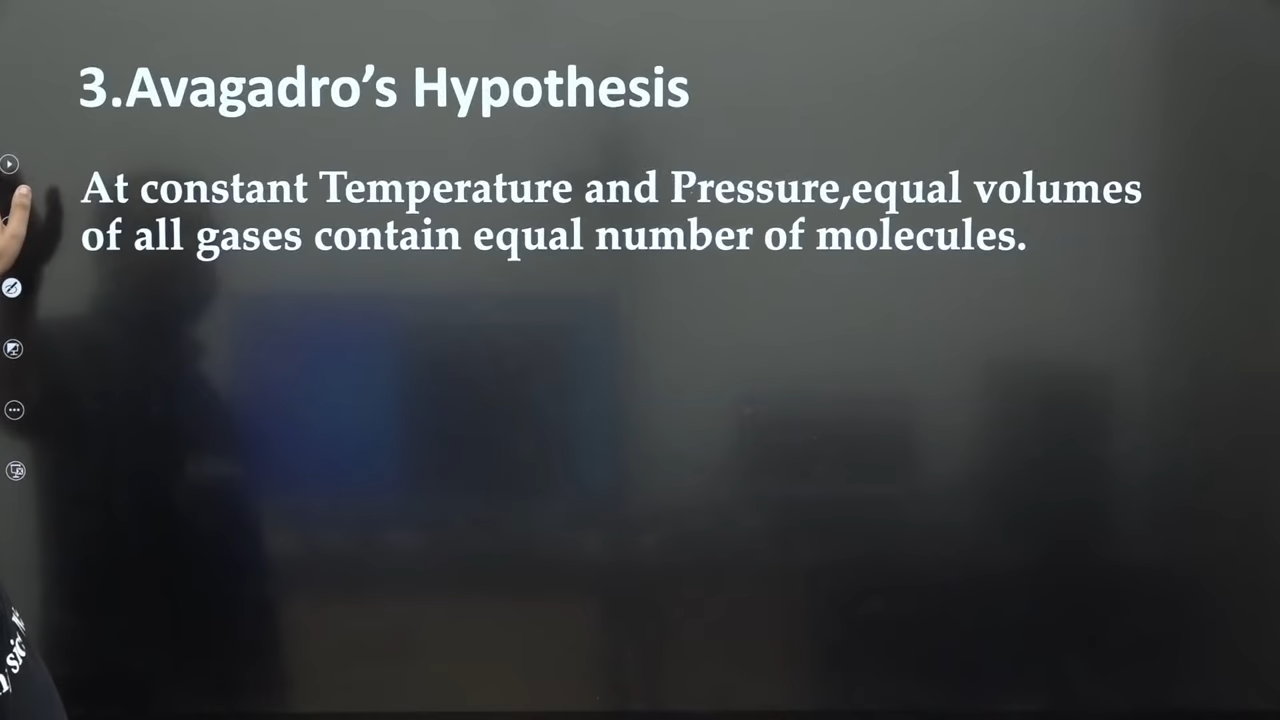 3.Avagadro’s Hypothesis
At constant Temperature and Pressure,equal volumes
of all gases contain equal number of molecules.